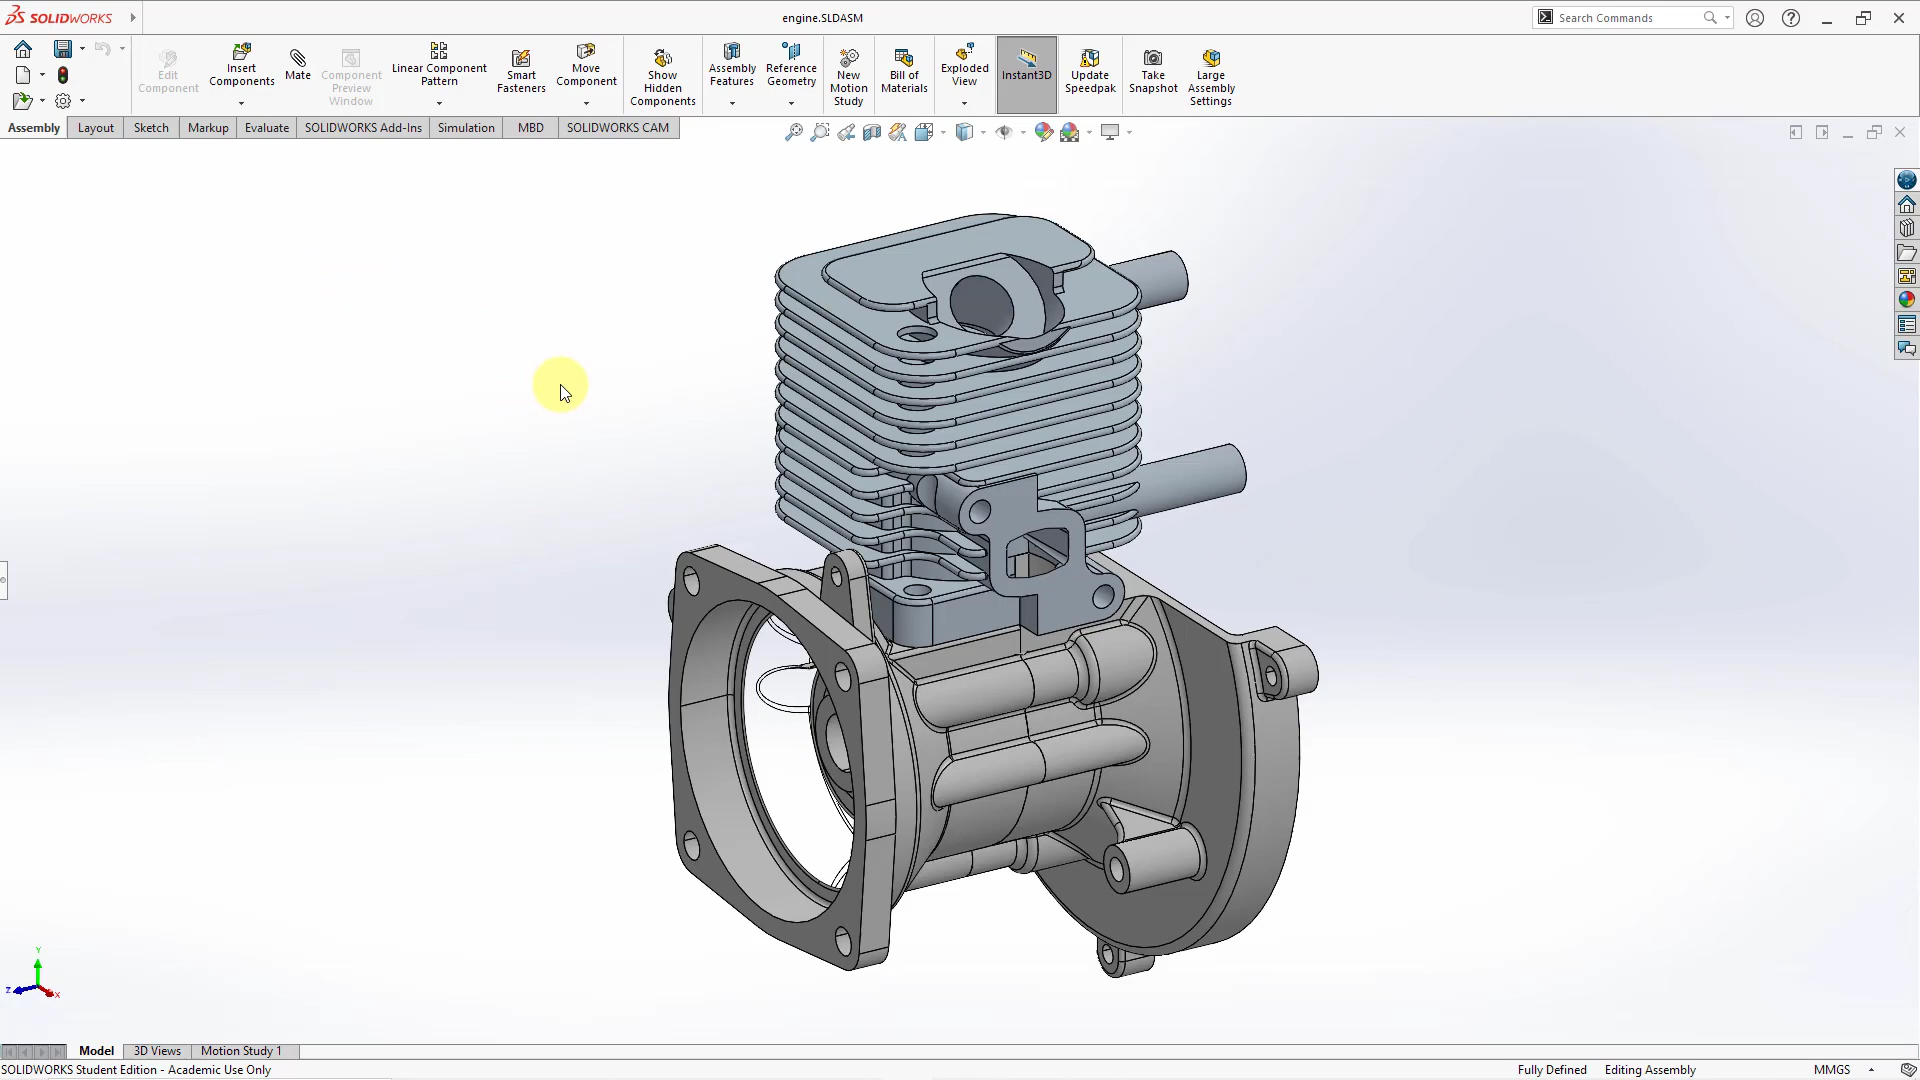 SOLIDWORKS
engine.SLDASM
Search Commands
Edit
Component
Insert
Components
Mate
Component
Preview
Window
Linear Component
Pattern
Smart
Fasteners
Move
Component
Show
Hidden
Components
Assembly
Features
Reference
Geometry
New
Motion
Study
Bill of
Materials
Exploded
View
Instant3D
Update
Speedpak
Take
Snapshot
Large
Assembly
Settings
Assembly
Layout
Sketch
Markup
Evaluate
SOLIDWORKS Add-Ins
Simulation
MBD
SOLIDWORKS CAM
Y
Z
X
Model
3D Views
Motion Study 1
SOLIDWORKS Student Edition - Academic Use Only
Fully Defined
Editing Assembly
MMGS